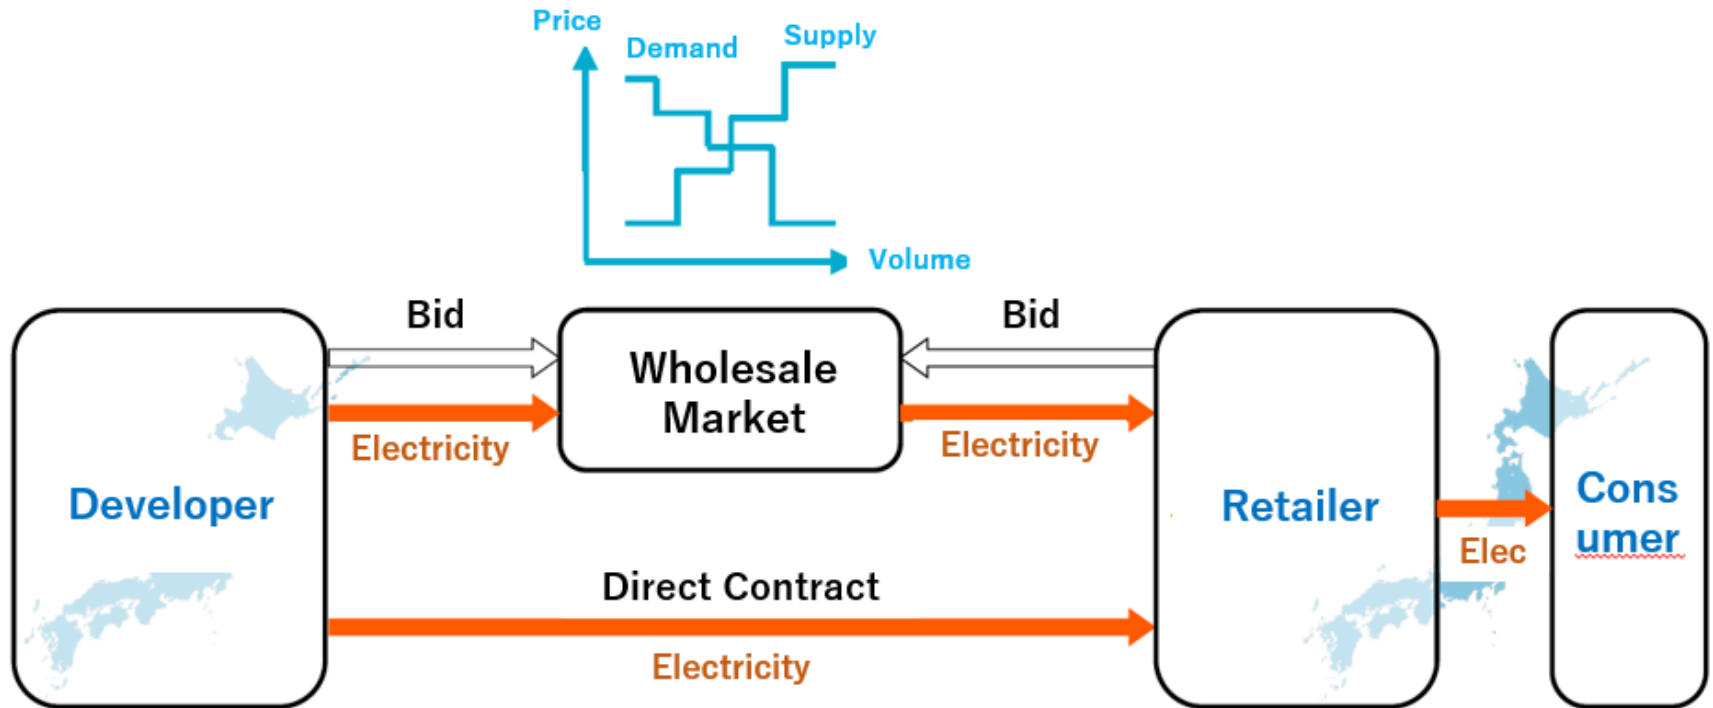 Price
Demand
Supply
Volume
Bid
Bid
Wholesale
Market
Electricity
Electricity
Developer
Retailer
Cons
umer
Elec
Direct Contract
Electricity